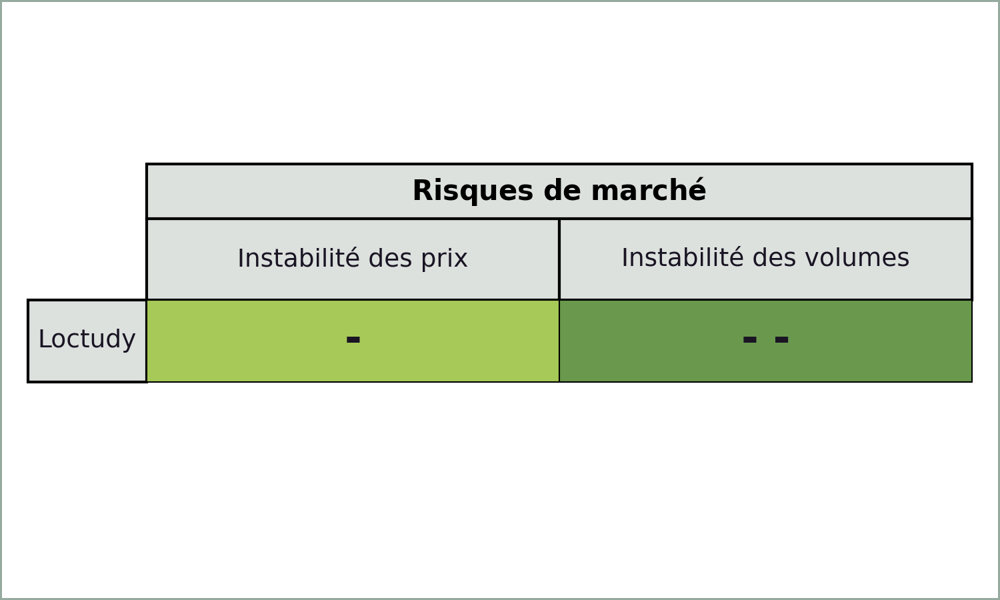 Risques de marché
Instabilité des prix
Instabilité des volumes
Loctudy
-
- -